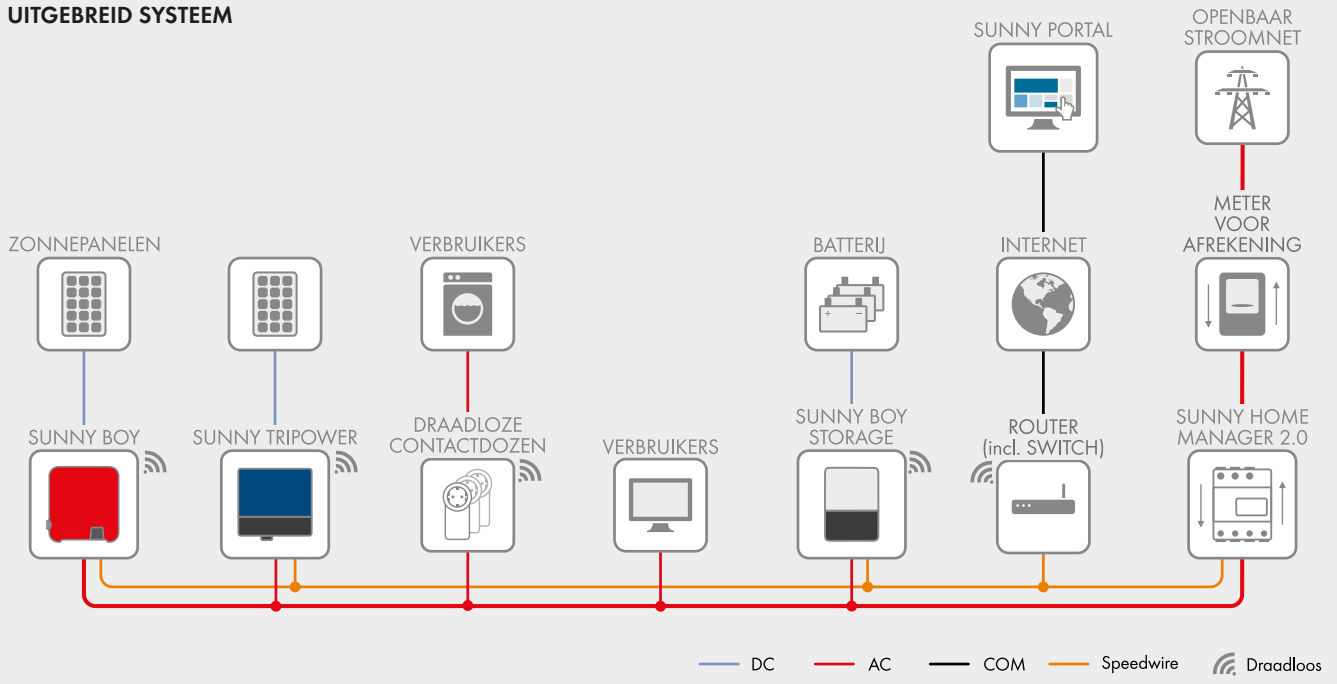 UITGEBREID SYSTEEM
SUNNY PORTAL
OPENBAAR
STROOMNET
ZONNEPANELEN
VERBRUIKERS
BATTERIJ
INTERNET
METER
VOOR
AFREKENING
SUNNY BOY
SUNNY TRIPOWER
DRAADLOZE
CONTACTDOZEN
VERBRUIKERS
SUNNY BOY
STORAGE
ROUTER
(incl. SWITCH)
SUNNY HOME
MANAGER 2.0
DC
AC
COM
Speedwire
Draadloos